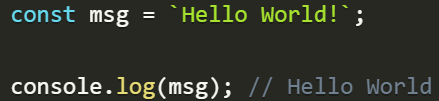 const msg = `Hello World!`;
console.log(msg); // Hello World